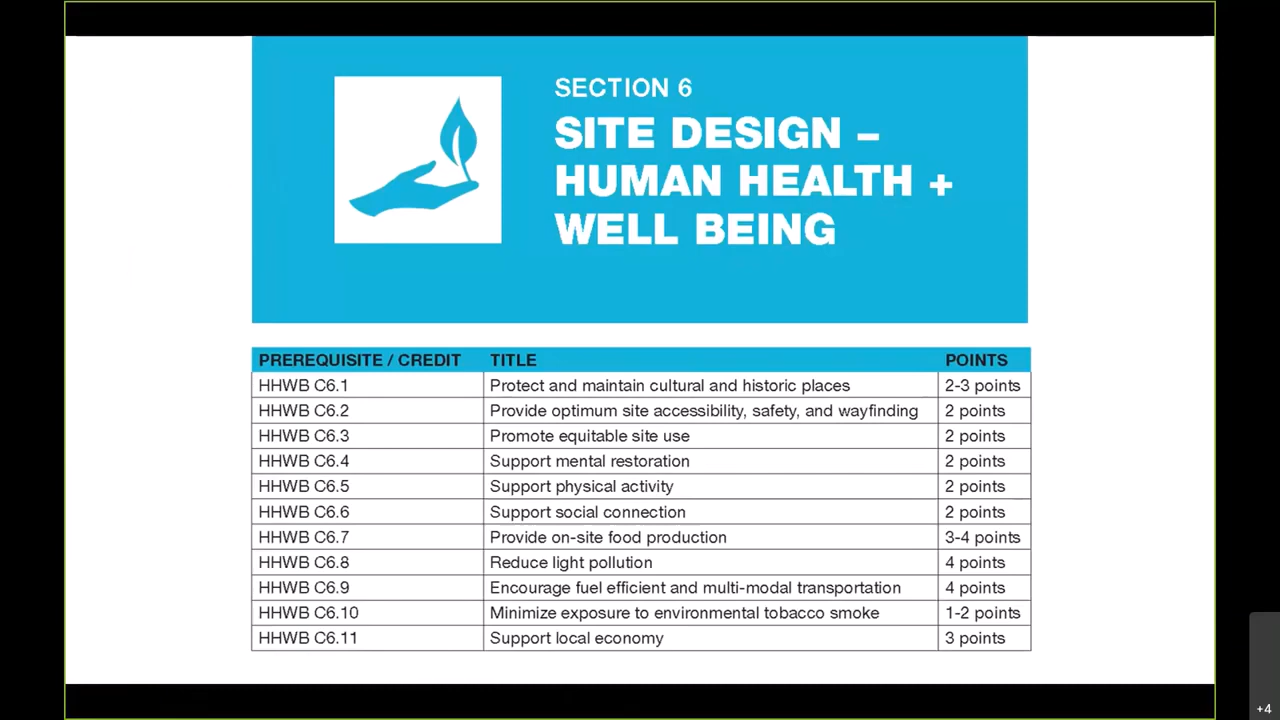 SECTION 6
SITE DESIGN –
HUMAN HEALTH +
WELL BEING
PREREQUISITE / CREDIT TITLE POINTS
HHWB C6.1 Protect and maintain cultural and historic places 2-3 points
HHWB C6.2 Provide optimum site accessibility, safety, and wayfinding 2 points
HHWB C6.3 Promote equitable site use 2 points
HHWB C6.4 Support mental restoration 2 points
HHWB C6.5 Support physical activity 2 points
HHWB C6.6 Support social connection 2 points
HHWB C6.7 Provide on-site food production 3-4 points
HHWB C6.8 Reduce light pollution 4 points
HHWB C6.9 Encourage fuel efficient and multi-modal transportation 4 points
HHWB C6.10 Minimize exposure to environmental tobacco smoke 1-2 points
HHWB C6.11 Support local economy 3 points
+4